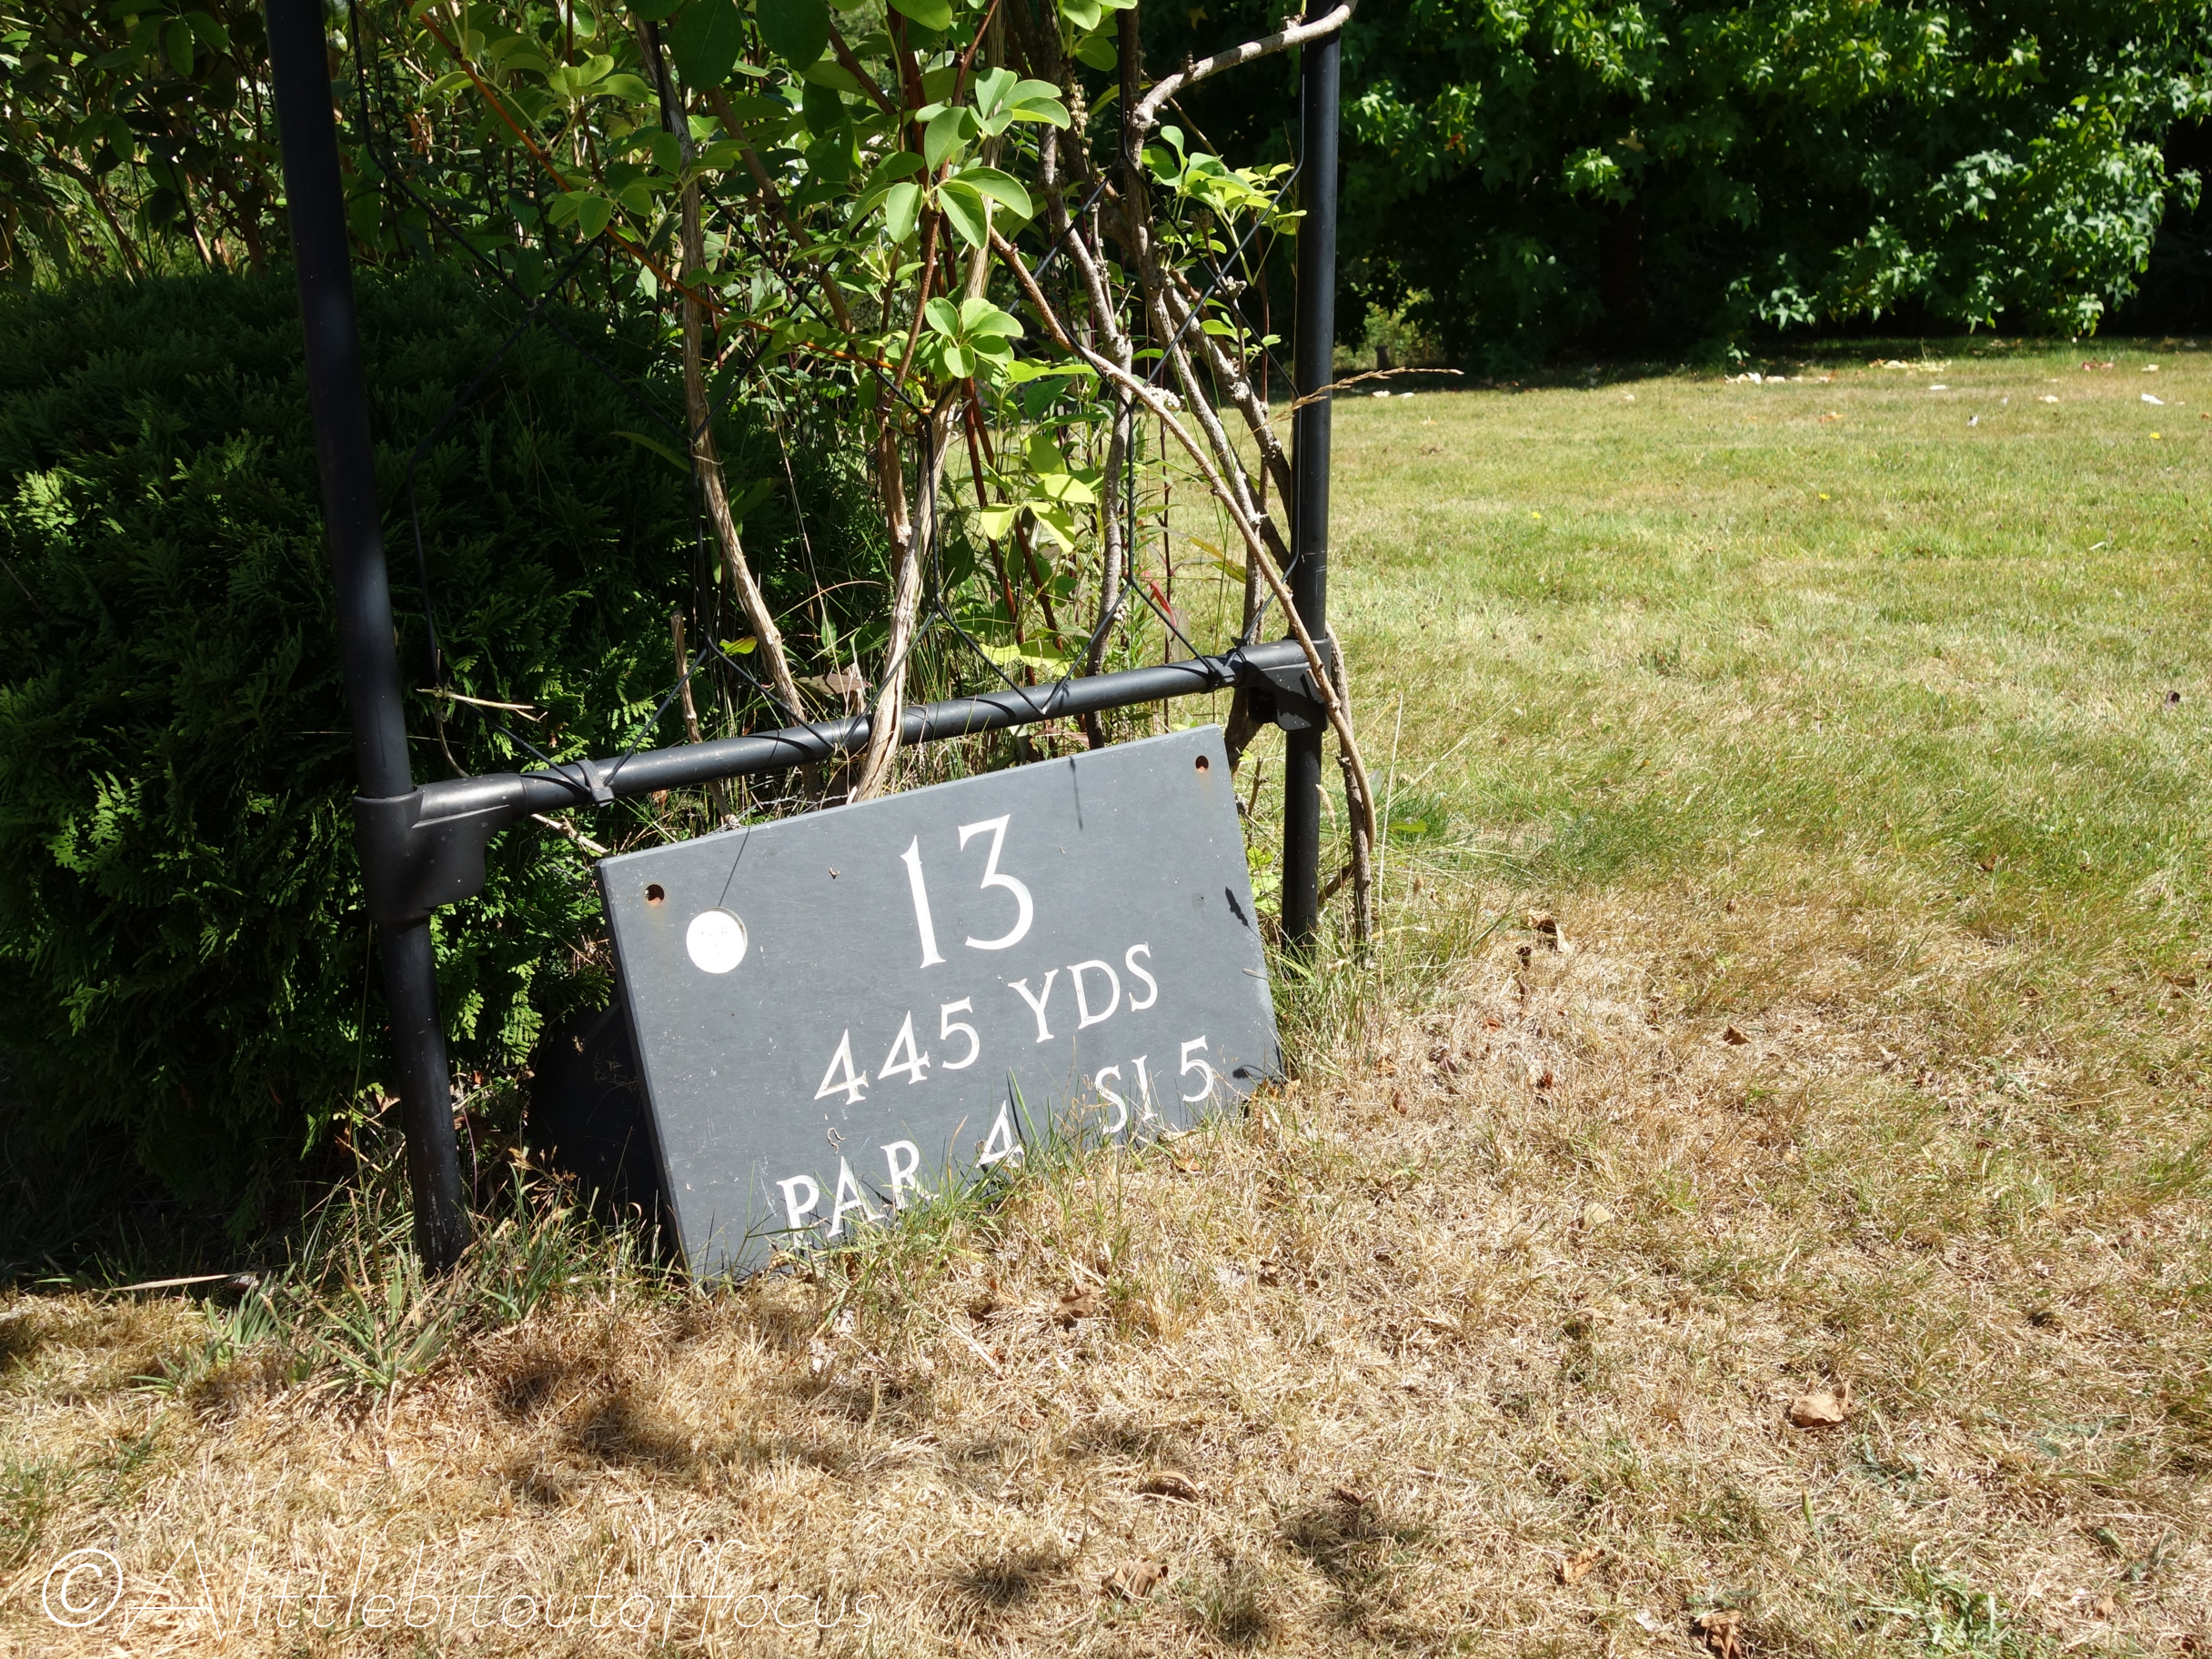 13
445 YDS
PAR 4 SI 5
©Alittlebitoutoffocus